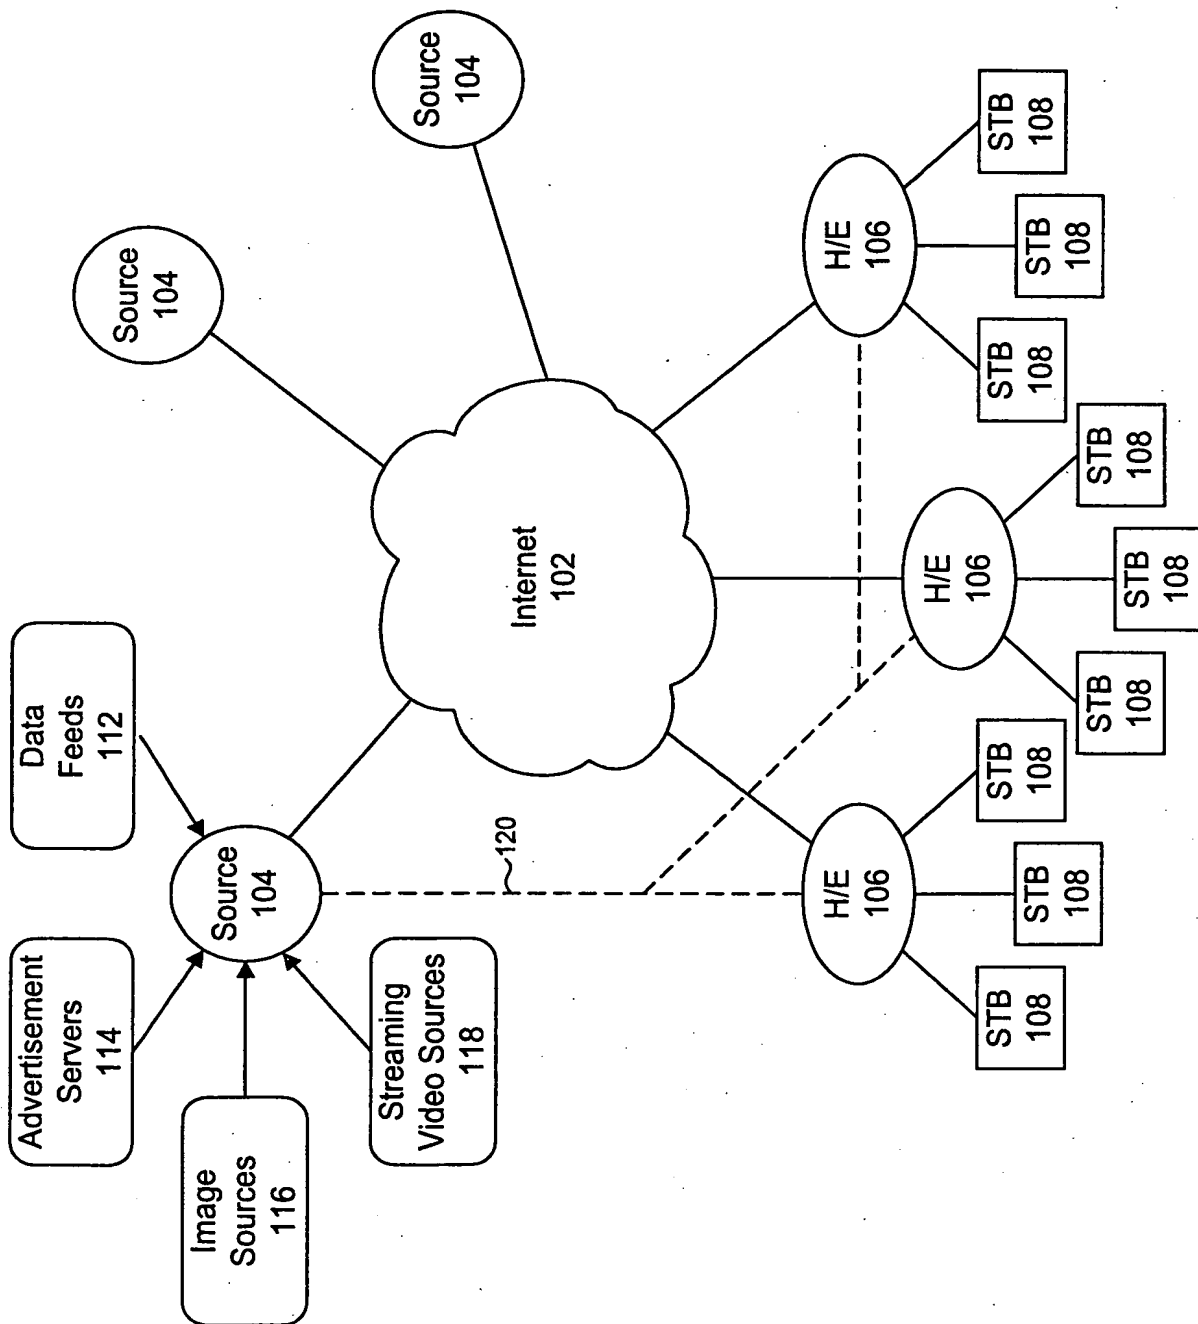 Advertisement
Servers
114
Data
Feeds
112
Image
Sources
116
Source
104
Streaming
Video Sources
118
Source
104
Source
104
120
Internet
102
H/E
106
H/E
106
H/E
106
STB
108
STB
108
STB
108
STB
108
STB
108
STB
108
STB
108
STB
108
STB
108